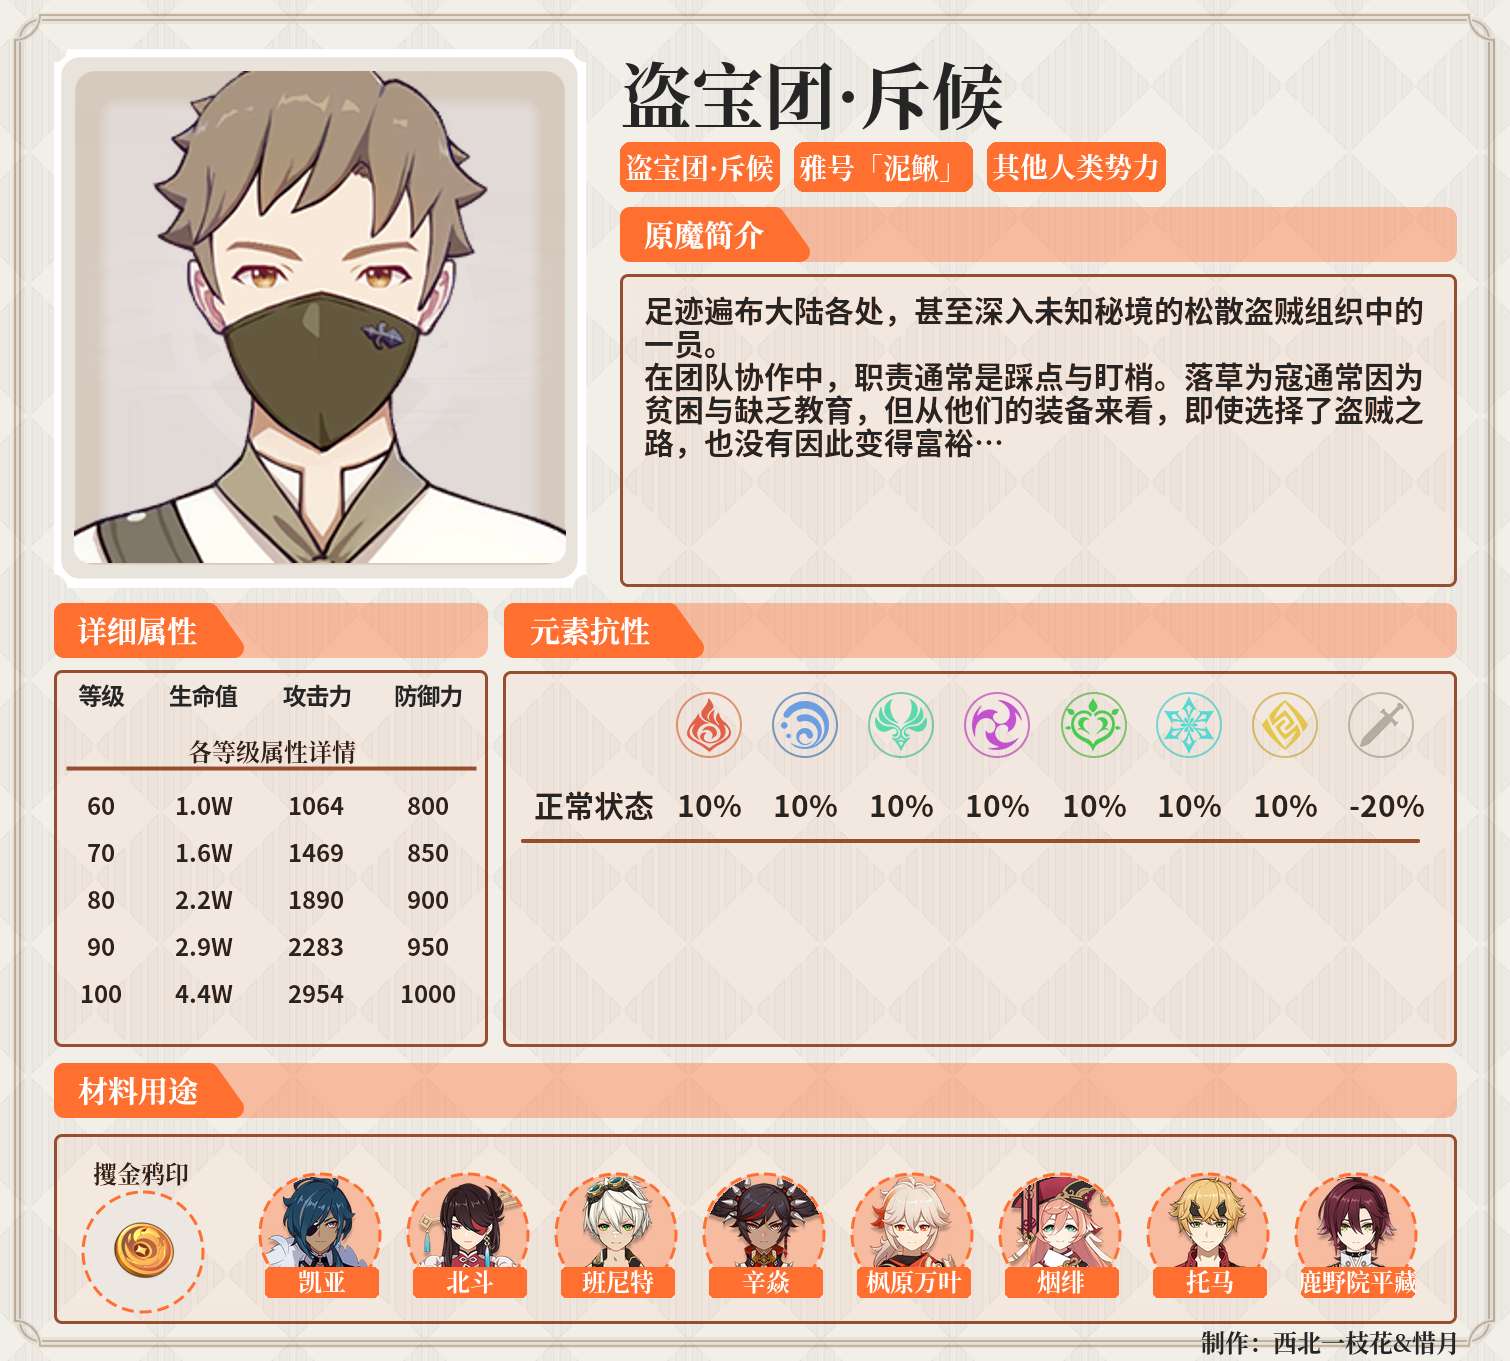 盗宝团·斥候
盗宝团·斥候 雅号「泥鳅」 其他人类势力
原魔简介
足迹遍布大陆各处，甚至深入未知秘境的松散盗贼组织中的
一员。
在团队协作中，职责通常是踩点与盯梢。落草为寇通常因为
贫困与缺乏教育，但从他们的装备来看，即使选择了盗贼之
路，也没有因此变得富裕…
详细属性
等级 生命值 攻击力 防御力
各等级属性详情
60 1.0W 1064 800
70 1.6W 1469 850
80 2.2W 1890 900
90 2.9W 2283 950
100 4.4W 2954 1000
元素抗性
正常状态 10% 10% 10% 10% 10% 10% 10% -20%
材料用途
攫金鸦印
凯亚 北斗 班尼特 辛焱 枫原万叶 烟绯 托马 鹿野院平藏
制作：西北一枝花&惜月